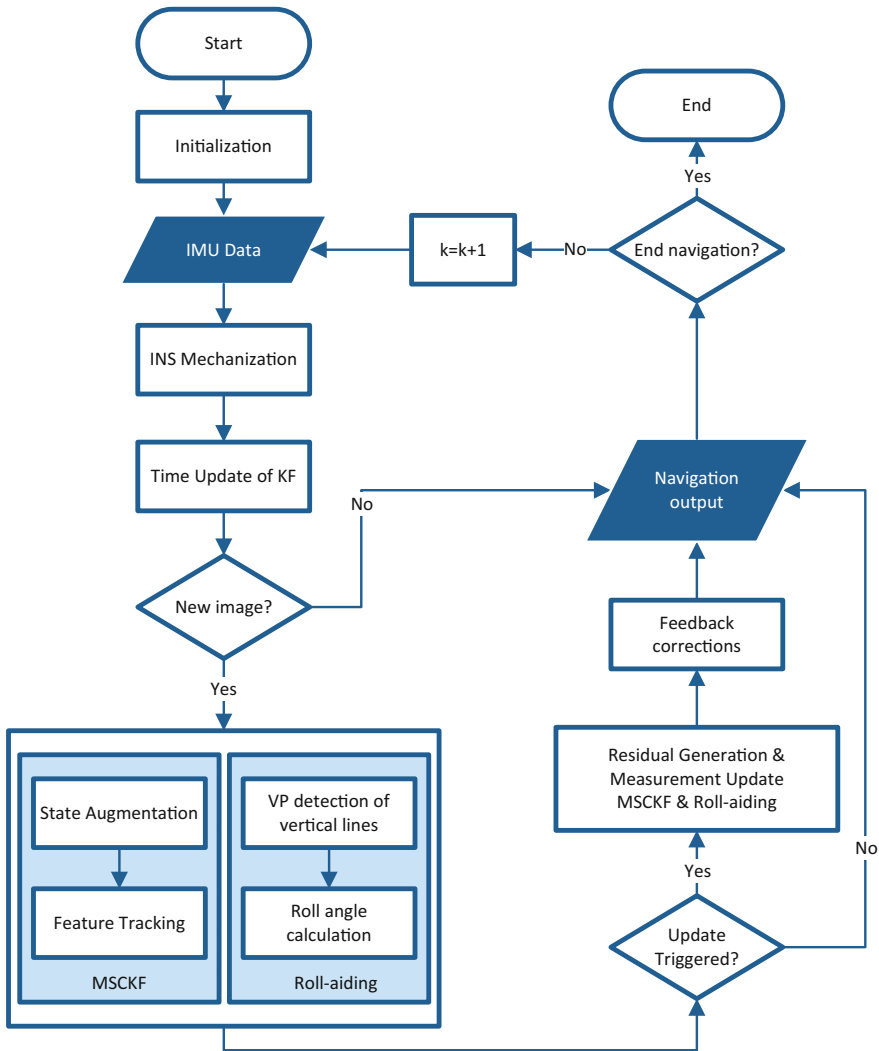 Start
Initialization
IMU Data
INS Mechanization
Time Update of KF
New image?
No
Yes
State Augmentation
Feature Tracking
MSCKF
VP detection of
vertical lines
Roll angle
calculation
Roll-aiding
Update
Triggered?
No
Yes
Residual Generation &
Measurement Update
MSCKF & Roll-aiding
Feedback
corrections
Navigation
output
End navigation?
No
k=k+1
Yes
End